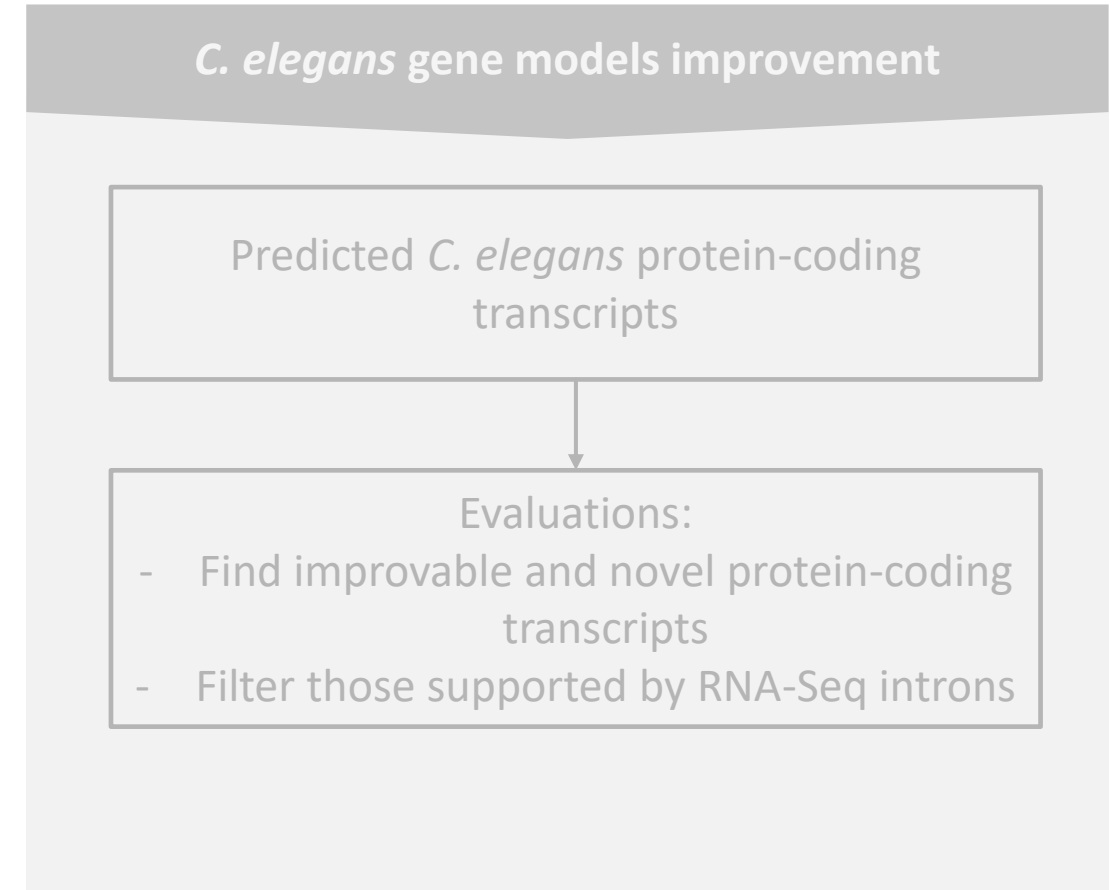 C. elegans gene models improvement
Predicted C. elegans protein-coding
transcripts
Evaluations:
- Find improvable and novel protein-coding
transcripts
- Filter those supported by RNA-Seq introns